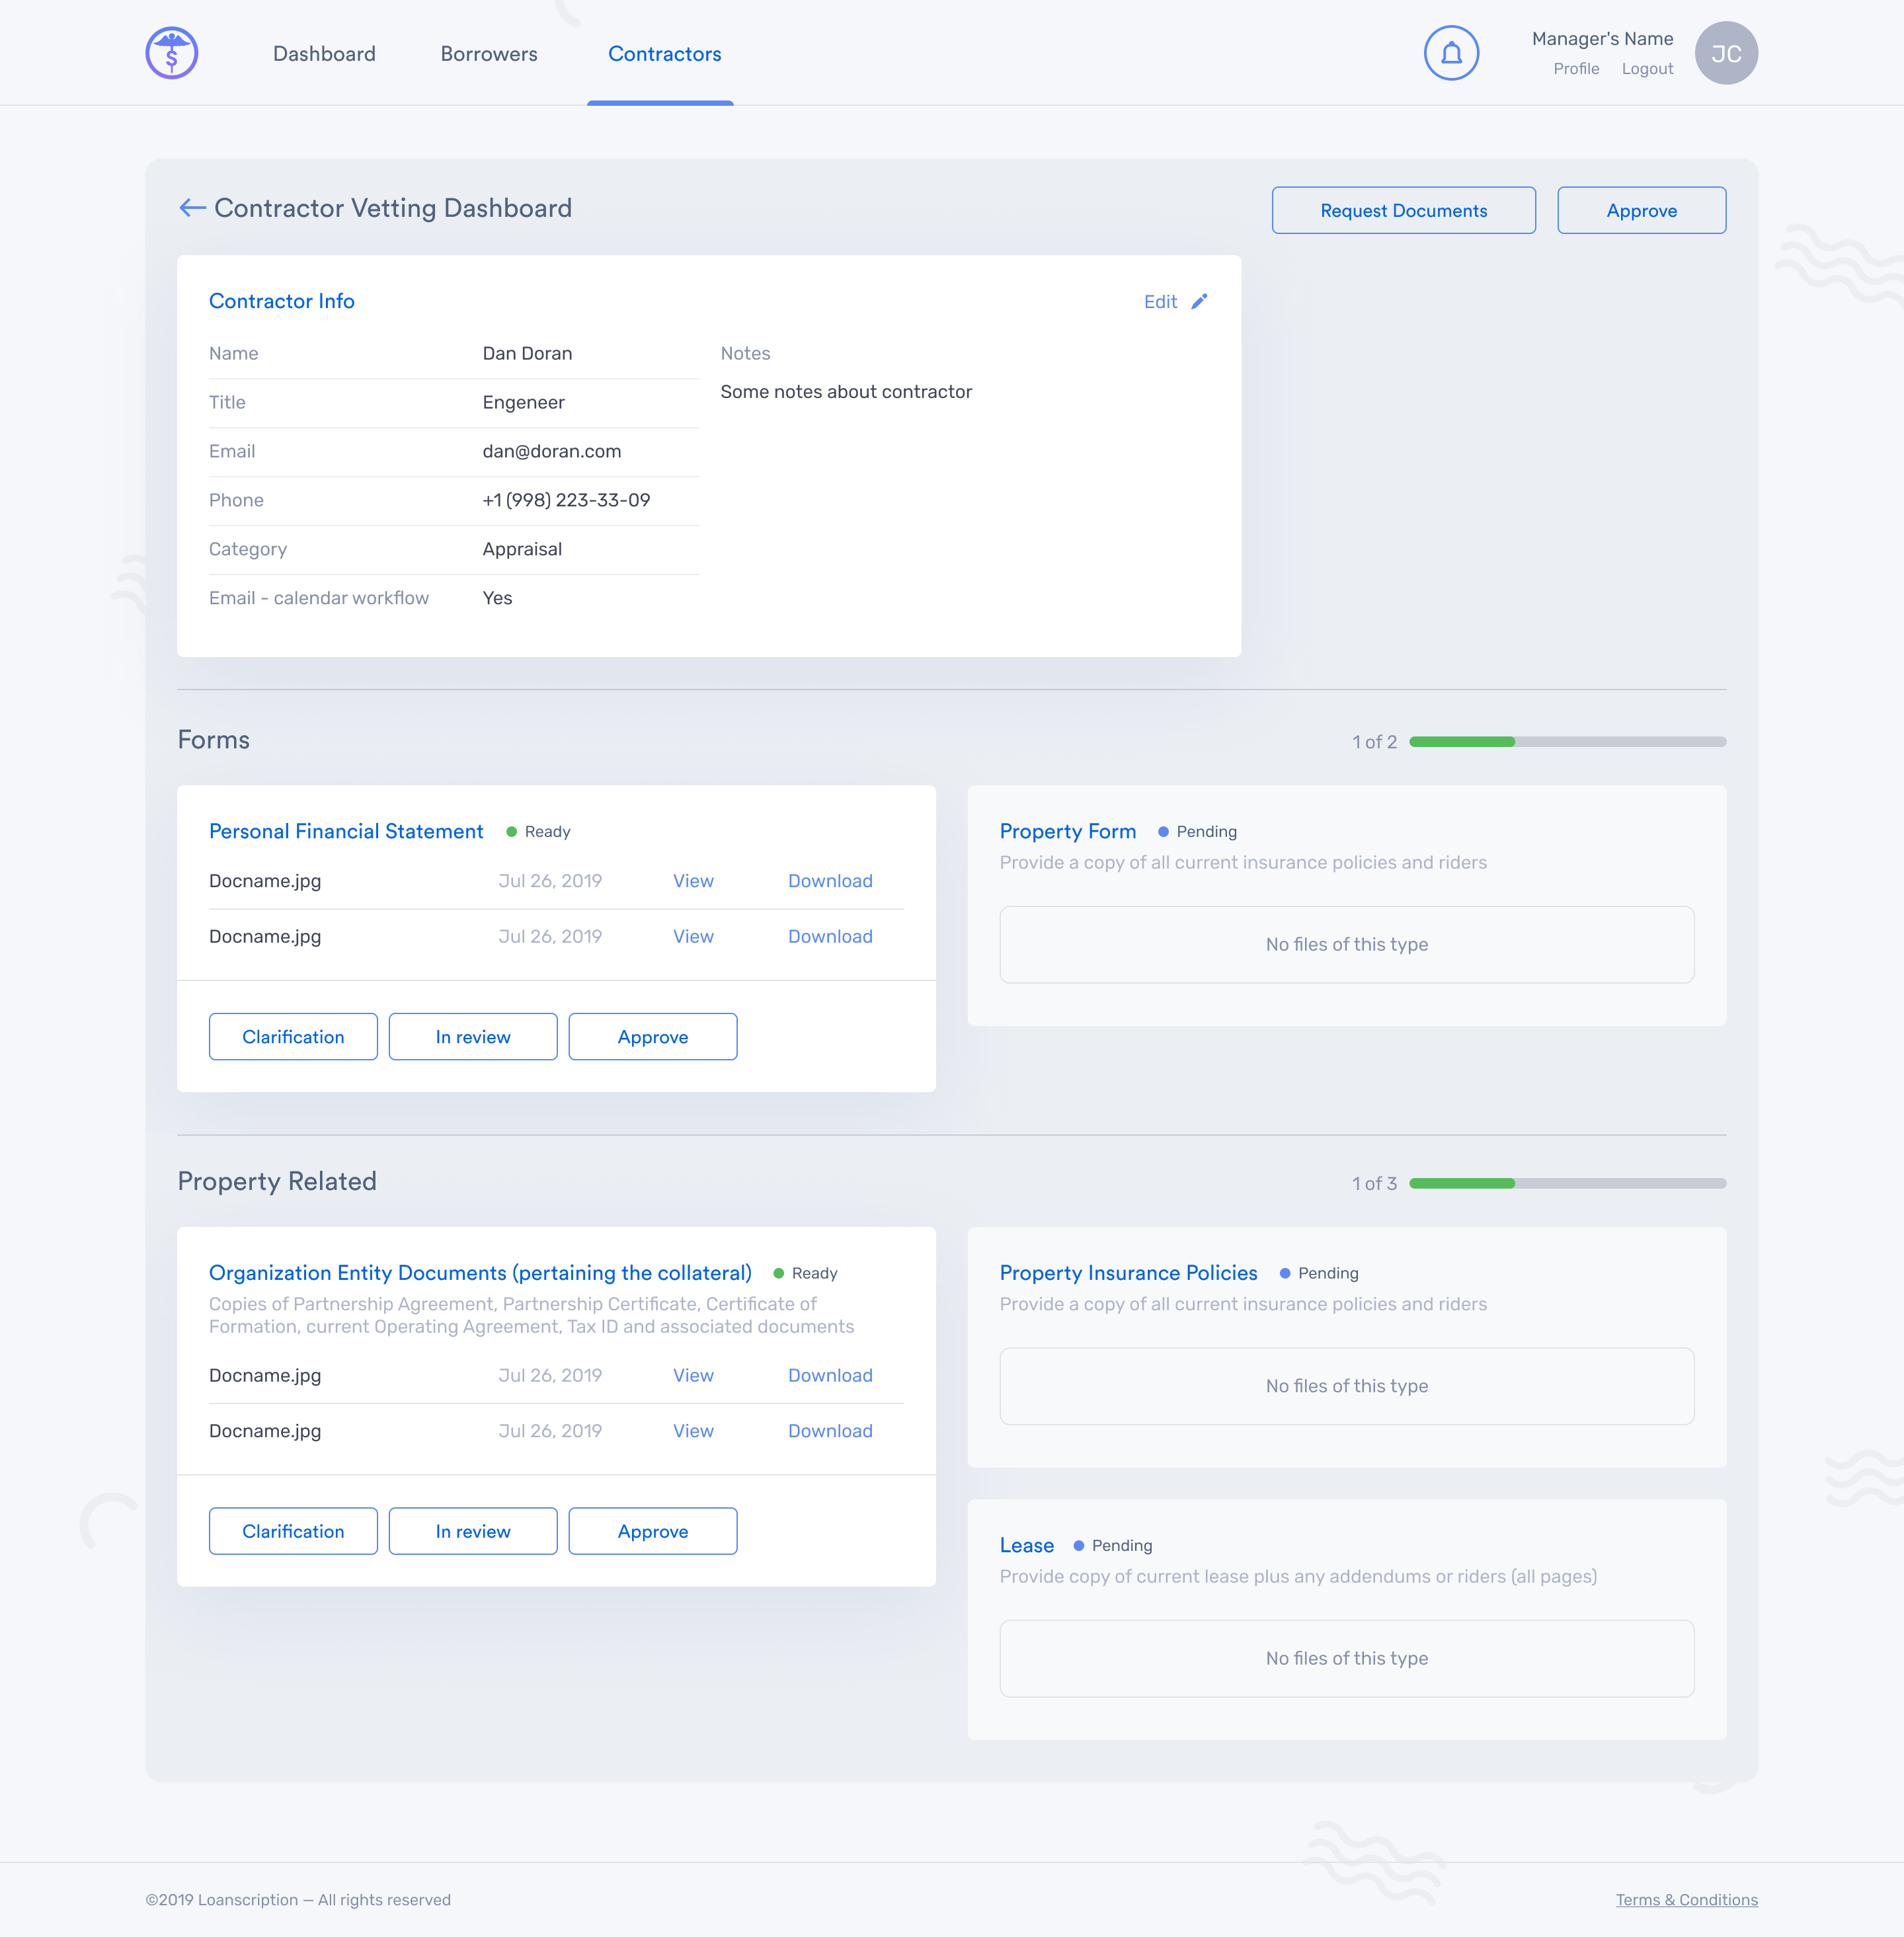 $
Dashboard
Borrowers
Contractors
Manager's Name
Profile
Logout
JC
Contractor Vetting Dashboard
Request Documents
Approve
Contractor Info
Edit
Name
Dan Doran
Notes
Some notes about contractor
Title
Engeneer
Email
dan@doran.com
Phone
+1 (998) 223-33-09
Category
Appraisal
Email - calendar workflow
Yes
Forms
1 of 2
Personal Financial Statement
Ready
Docname.jpg
Jul 26, 2019
View
Download
Docname.jpg
Jul 26, 2019
View
Download
Clarification
In review
Approve
Property Form
Pending
Provide a copy of all current insurance policies and riders
No files of this type
Property Related
1 of 3
Organization Entity Documents (pertaining the collateral)
Ready
Copies of Partnership Agreement, Partnership Certificate, Certificate of
Formation, current Operating Agreement, Tax ID and associated documents
Docname.jpg
Jul 26, 2019
View
Download
Docname.jpg
Jul 26, 2019
View
Download
Clarification
In review
Approve
Property Insurance Policies
Pending
Provide a copy of all current insurance policies and riders
No files of this type
Lease
Pending
Provide copy of current lease plus any addendums or riders (all pages)
No files of this type
©2019 Loanscription — All rights reserved
Terms & Conditions